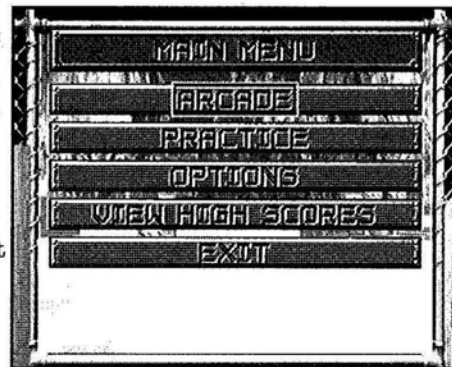 MAIN MENU
ARCADE
PRACTICE
OPTIONS
VIEW HIGH SCORES
EXIT